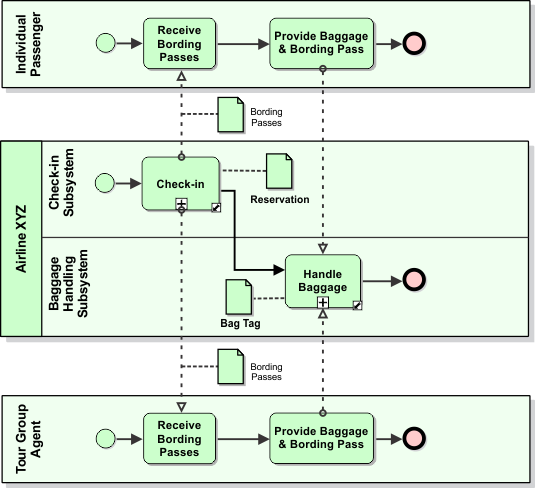 Individual
Passenger
Receive
Bording
Passes
Provide Baggage
& Bording Pass
Bording
Passes
Airline XYZ
Check-in
Subsystem
Check-in
Reservation
Baggage
Handling
Subsystem
Handle
Baggage
Bag Tag
Bording
Passes
Tour Group
Agent
Receive
Bording
Passes
Provide Baggage
& Bording Pass